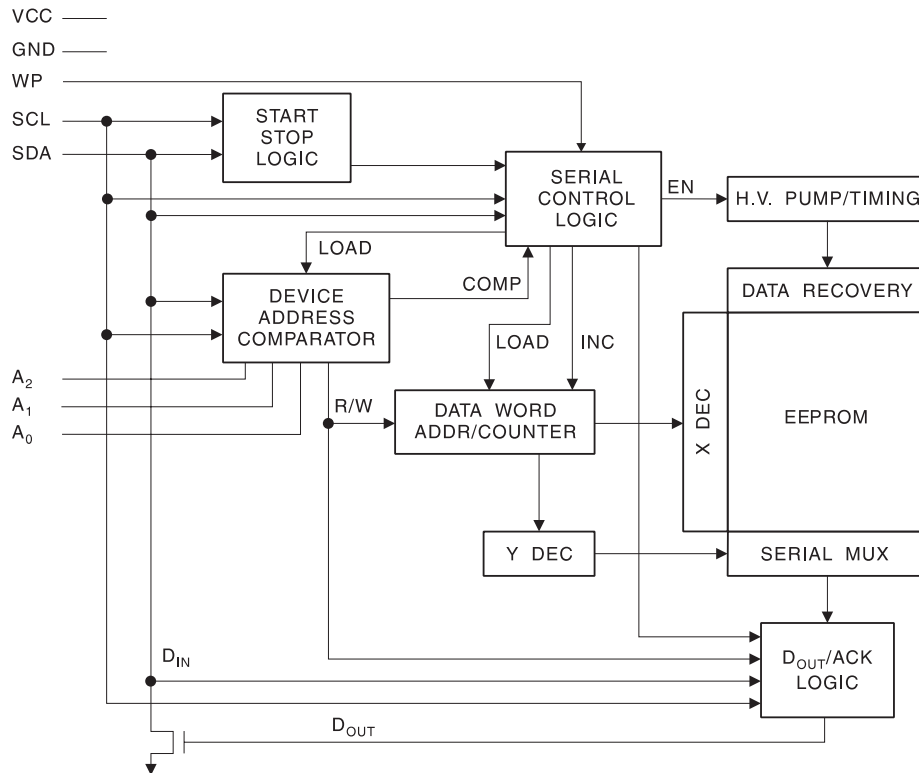 VCC
GND
WP
SCL
SDA
START
STOP
LOGIC
SERIAL
CONTROL
LOGIC
EN
H.V. PUMP/TIMING
LOAD
COMP
DEVICE
ADDRESS
COMPARATOR
DATA RECOVERY
LOAD
INC
A2
A1
A0
R/W
DATA WORD
ADDR/COUNTER
X DEC
EEPROM
Y DEC
SERIAL MUX
DIN
DOUT/ACK
LOGIC
DOUT